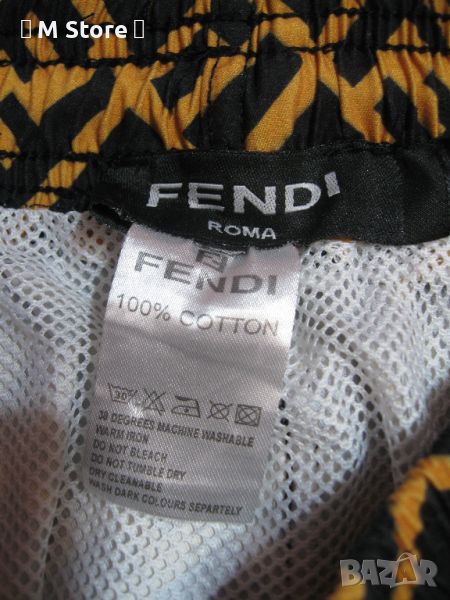 M Store
FENDI
ROMA
FENDI
100% COTTON
30
30 DEGREES MACHINE WASHABLE
WARM IRON
DO NOT BLEACH
DO NOT TUMBLE DRY
DRY CLEANABLE
WASH DARK COLOURS SEPARTELY
BAZAR